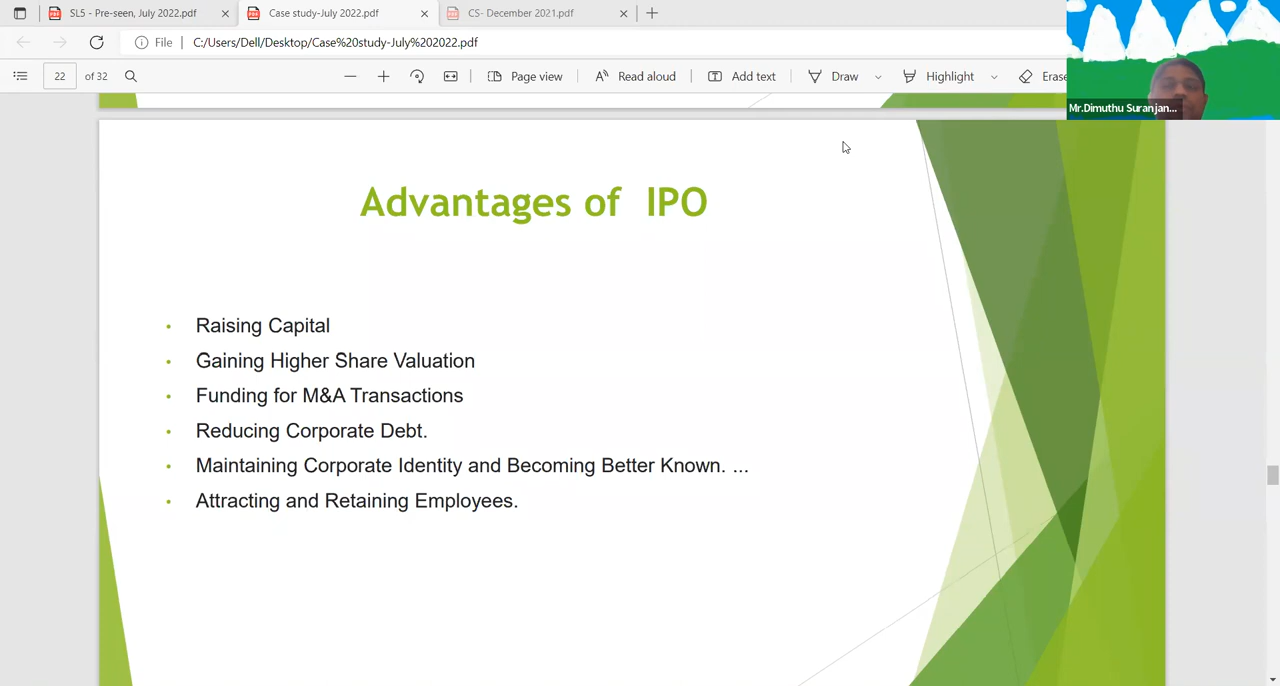 SL5 - Pre-seen, July 2022.pdf
Case study-July 2022.pdf
CS- December 2021.pdf
File
C:/Users/Dell/Desktop/Case%20study-July%202022.pdf
22 of 32
Page view
Read aloud
Add text
Draw
Highlight
Erase
Mr.Dimuthu Suranjan...
Advantages of IPO
• Raising Capital
• Gaining Higher Share Valuation
• Funding for M&A Transactions
• Reducing Corporate Debt.
• Maintaining Corporate Identity and Becoming Better Known. ...
• Attracting and Retaining Employees.